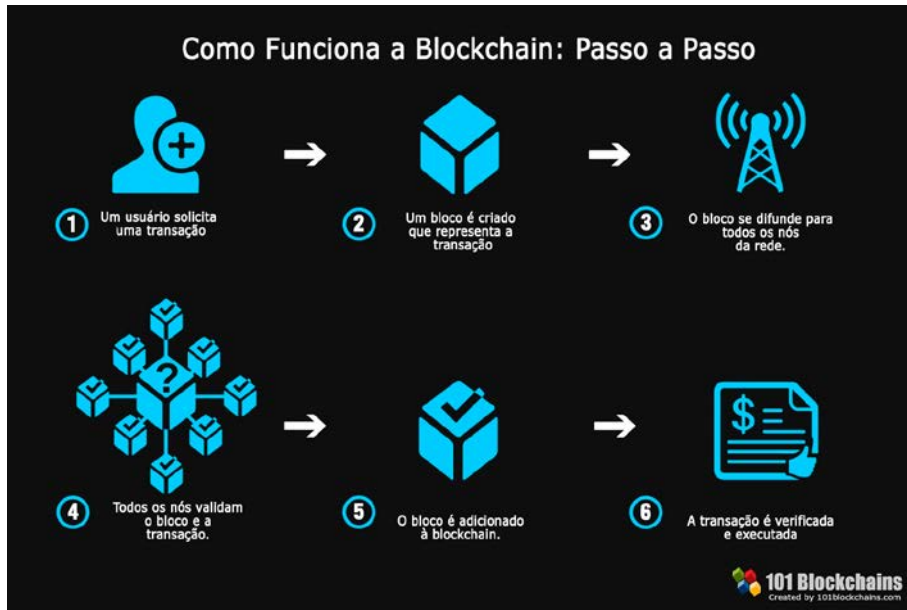 Como Funciona a Blockchain: Passo a Passo
1
Um usuário solicita
uma transação
2
Um bloco é criado
que representa a
transação
3
O bloco se difunde para
todos os nós
da rede.
?
4
Todos os nós validam
o bloco e a
transação.
5
O bloco é adicionado
à blockchain.
$
6
A transação é verificada
e executada
101 Blockchains
Created by 101blockchains.com